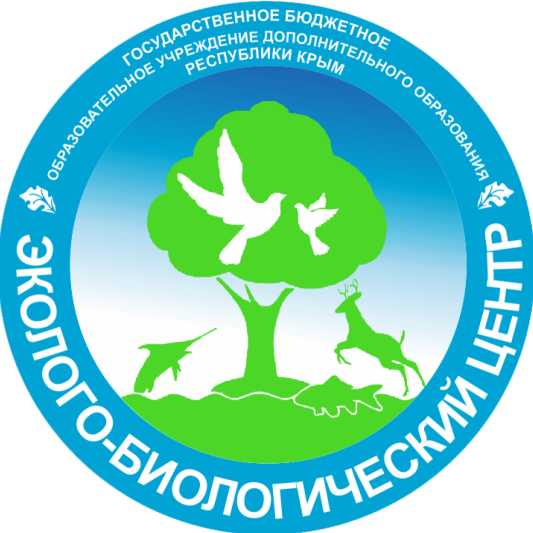 ГОСУДАРСТВЕННОЕ БЮДЖЕТНОЕ
ОБРАЗОВАТЕЛЬНОЕ УЧРЕЖДЕНИЕ ДОПОЛНИТЕЛЬНОГО ОБРАЗОВАНИЯ
РЕСПУБЛИКИ КРЫМ
ЭКОЛОГО-БИОЛОГИЧЕСКИЙ ЦЕНТР